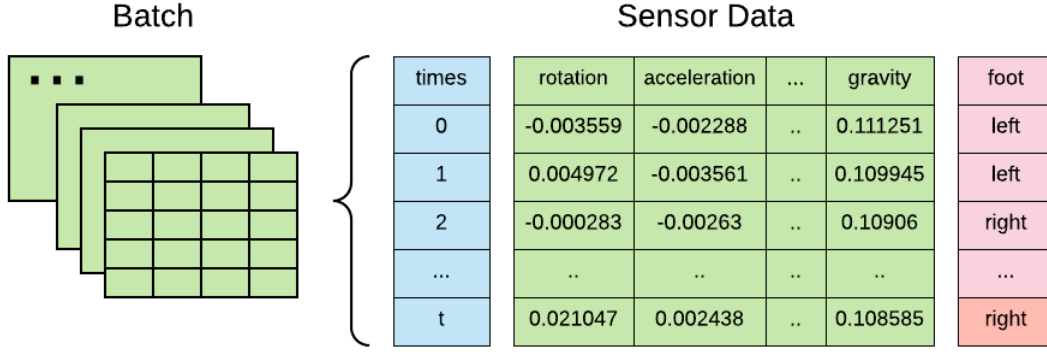 Batch
Sensor Data
...
times rotation acceleration ... gravity foot
0 -0.003559 -0.002288 .. 0.111251 left
1 0.004972 -0.003561 .. 0.109945 left
2 -0.000283 -0.00263 .. 0.10906 right
... .. .. .. .. ...
t 0.021047 0.002438 .. 0.108585 right